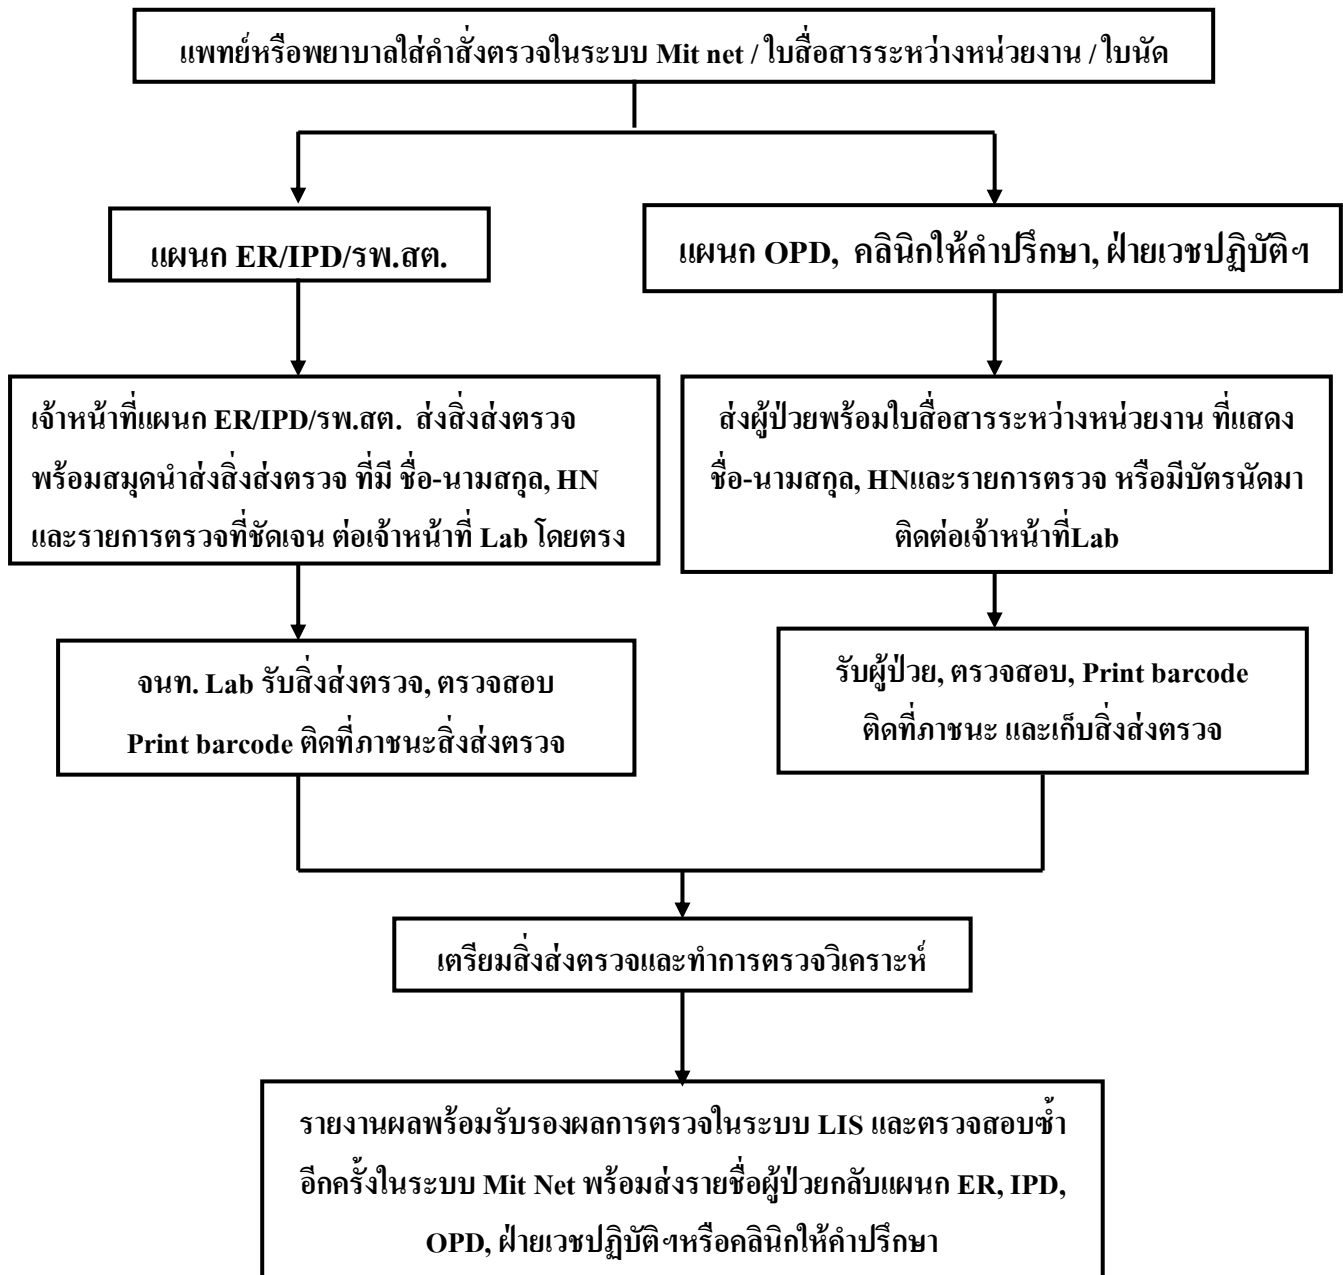 แพทย์หรือพยาบาลใส่คำสั่งตรวจในระบบ Mit net / ใบสื่อสารระหว่างหน่วยงาน / ใบนัด
แผนก ER/IPD/รพ.สต.
แผนก OPD, คลินิกให้คำปรึกษา, ฝ่ายเวชปฏิบัติฯ
เจ้าหน้าที่แผนก ER/IPD/รพ.สต. ส่งสิ่งส่งตรวจ
พร้อมสมุดนำส่งสิ่งส่งตรวจ ที่มี ชื่อ-นามสกุล, HN
และรายการตรวจที่ชัดเจน ต่อเจ้าหน้าที่ Lab โดยตรง
ส่งผู้ป่วยพร้อมใบสื่อสารระหว่างหน่วยงาน ที่แสดง
ชื่อ-นามสกุล, HNและรายการตรวจ หรือมีบัตรนัดมา
ติดต่อเจ้าหน้าที่Lab
จนท. Lab รับสิ่งส่งตรวจ, ตรวจสอบ
Print barcode ติดที่ภาชนะสิ่งส่งตรวจ
รับผู้ป่วย, ตรวจสอบ, Print barcode
ติดที่ภาชนะ และเก็บสิ่งส่งตรวจ
เตรียมสิ่งส่งตรวจและทำการตรวจวิเคราะห์
รายงานผลพร้อมรับรองผลการตรวจในระบบ LIS และตรวจสอบซ้ำ
อีกครั้งในระบบ Mit Net พร้อมส่งรายชื่อผู้ป่วยกลับแผนก ER, IPD,
OPD, ฝ่ายเวชปฏิบัติฯหรือคลินิกให้คำปรึกษา